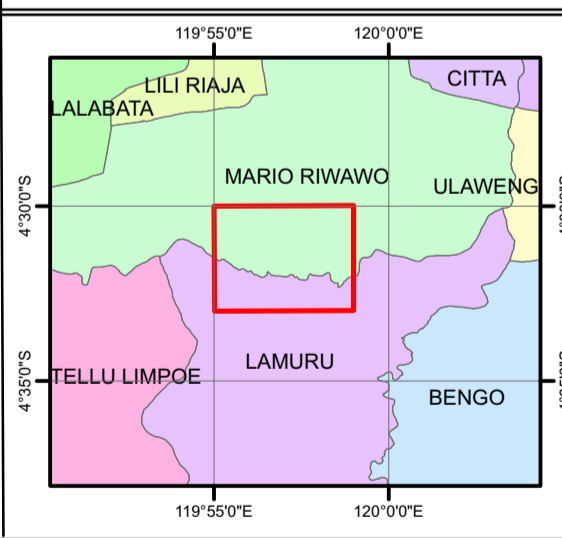 119°55'0"E 120°0'0"E
LILI RIAJA
CITTA
LALABATA
MARIO RIWAWO
ULAWENG
4°30'0"S
LAMURU
TELLU LIMPOE
BENGO
4°35'0"S
119°55'0"E 120°0'0"E